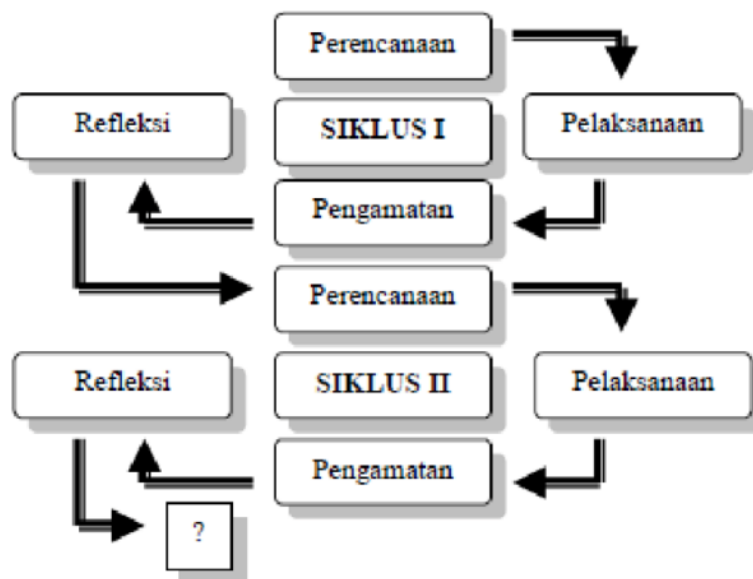 Perencanaan
Refleksi
SIKLUS I
Pelaksanaan
Pengamatan
Perencanaan
Refleksi
SIKLUS II
Pelaksanaan
Pengamatan
?